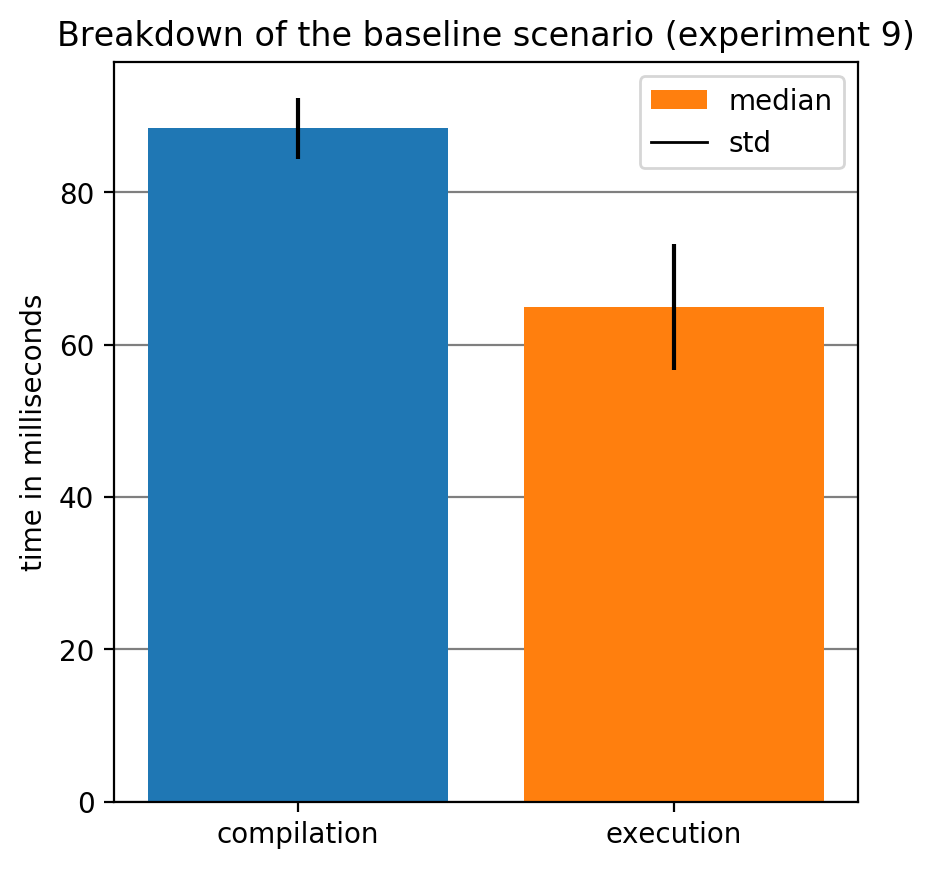 Breakdown of the baseline scenario (experiment 9)
median
std
time in milliseconds
80
60
40
20
0
compilation
execution